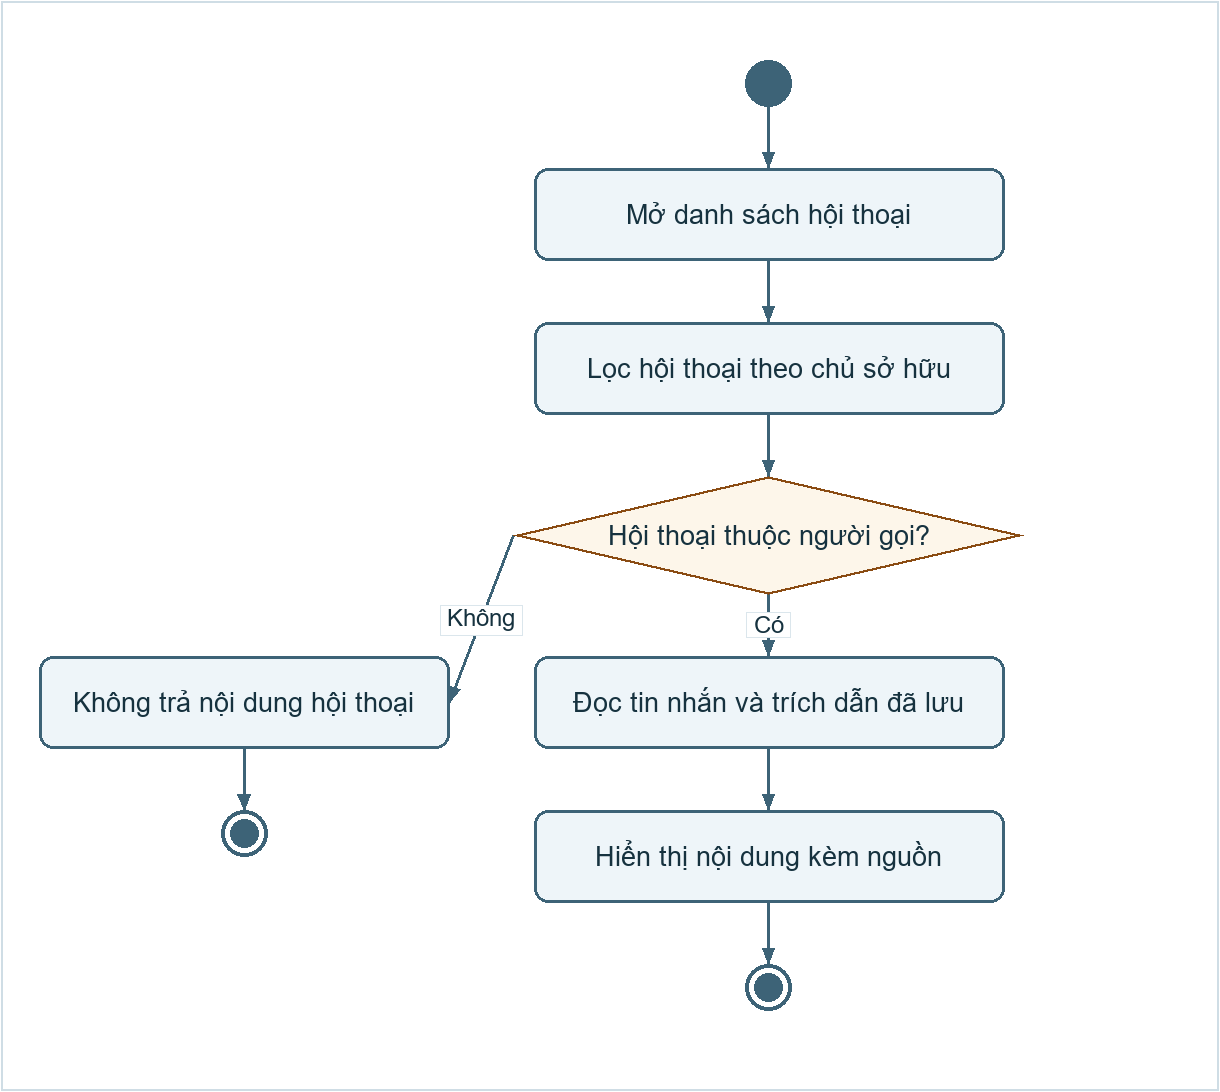 Mở danh sách hội thoại
Lọc hội thoại theo chủ sở hữu
Hội thoại thuộc người gọi?
Không
Có
Không trả nội dung hội thoại
Đọc tin nhắn và trích dẫn đã lưu
Hiển thị nội dung kèm nguồn